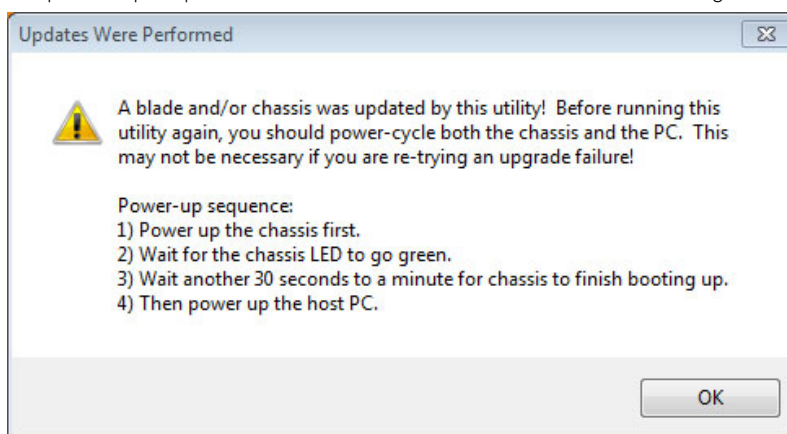 Updates Were Performed
A blade and/or chassis was updated by this utility! Before running this
utility again, you should power-cycle both the chassis and the PC. This
may not be necessary if you are re-trying an upgrade failure!
Power-up sequence:
1) Power up the chassis first.
2) Wait for the chassis LED to go green.
3) Wait another 30 seconds to a minute for chassis to finish booting up.
4) Then power up the host PC.
OK